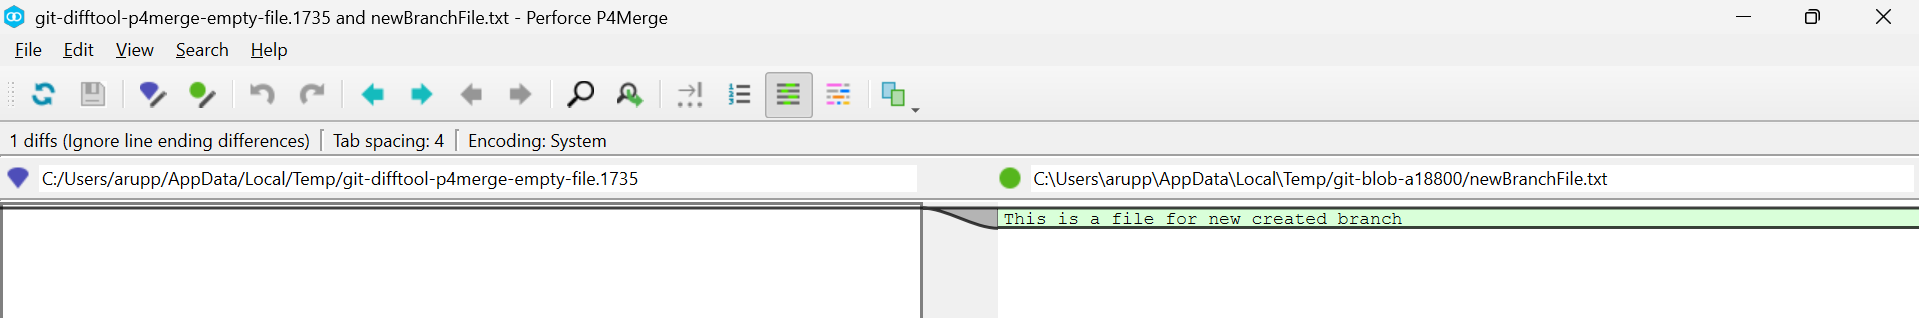 git-difftool-p4merge-empty-file.1735 and newBranchFile.txt - Perforce P4Merge
File Edit View Search Help
1 diffs (Ignore line ending differences) Tab spacing: 4 Encoding: System
C:/Users/arupp/AppData/Local/Temp/git-difftool-p4merge-empty-file.1735 C:\Users\arupp\AppData\Local\Temp/git-blob-a18800/newBranchFile.txt
This is a file for new created branch